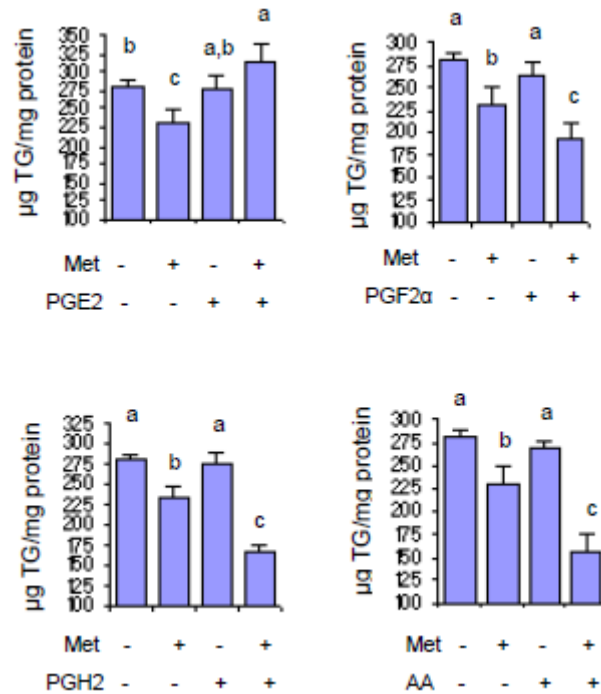 µg TG/mg protein
350
325
300
275
250
225
200
175
150
125
100
b c a,b a
Met - + - +
PGE2 - - + +
µg TG/mg protein
300
275
250
225
200
175
150
125
100
a b a c
Met - + - +
PGF2α - - + +
µg TG/mg protein
325
300
275
250
225
200
175
150
125
100
a b a c
Met - + - +
PGH2 - - + +
µg TG/mg protein
300
275
250
225
200
175
150
125
100
a b a c
Met - + - +
AA - - + +